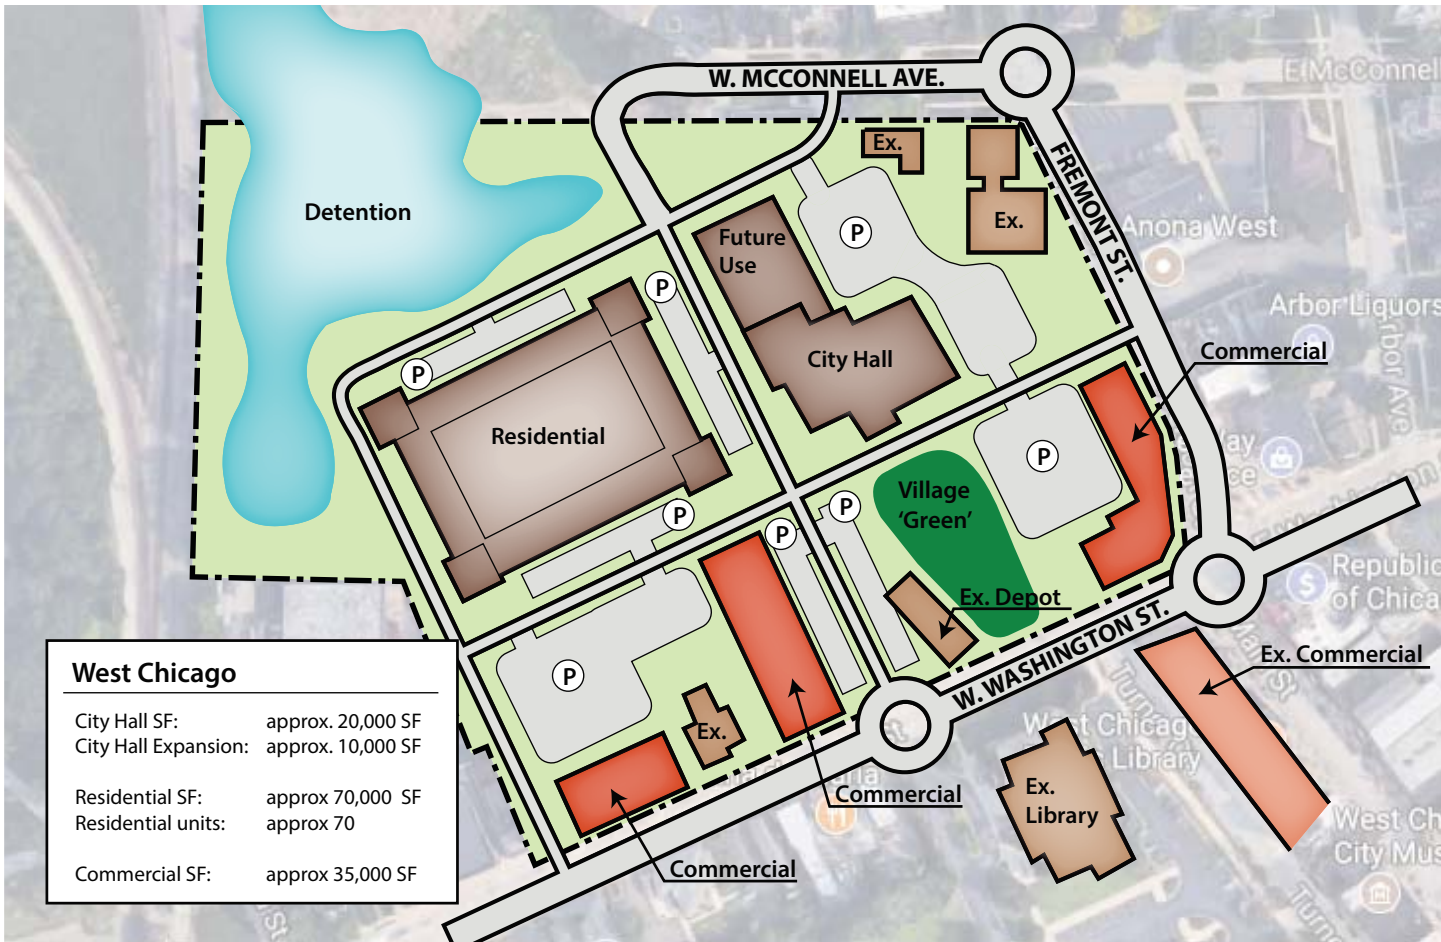 W. MCCONNELL AVE.
E McConnell
Ex.
FREMONT ST.
Detention
Ex.
Anona West
P
Future
Use
P
Arbor Liquors
Arbor Ave
Commercial
City Hall
P
Residential
Village
'Green'
P
P
P
P
Ex. Depot
Republic
of Chica
W. WASHINGTON ST.
Ex. Commercial
P
Ex.
West Chicago
Library
Commercial
Ex.
Library
West Ch
City Mus
Commercial
West Chicago
City Hall SF: approx. 20,000 SF
City Hall Expansion: approx. 10,000 SF
Residential SF: approx 70,000 SF
Residential units: approx 70
Commercial SF: approx 35,000 SF